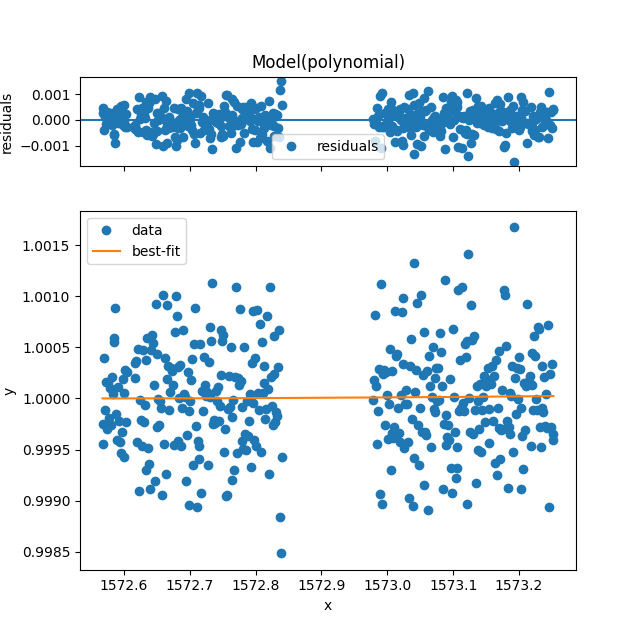 Model(polynomial)
residuals
0.001
0.000
−0.001
residuals
y
1.0015
1.0010
1.0005
1.0000
0.9995
0.9990
0.9985
data
best-fit
1572.6 1572.7 1572.8 1572.9 1573.0 1573.1 1573.2
x